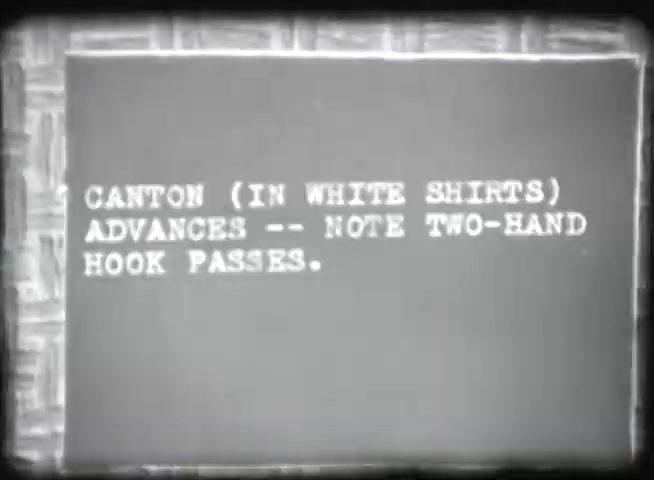 CANTON (IN WHITE SHIRTS)
ADVANCES -- NOTE TWO-HAND
HOOK PASSES.